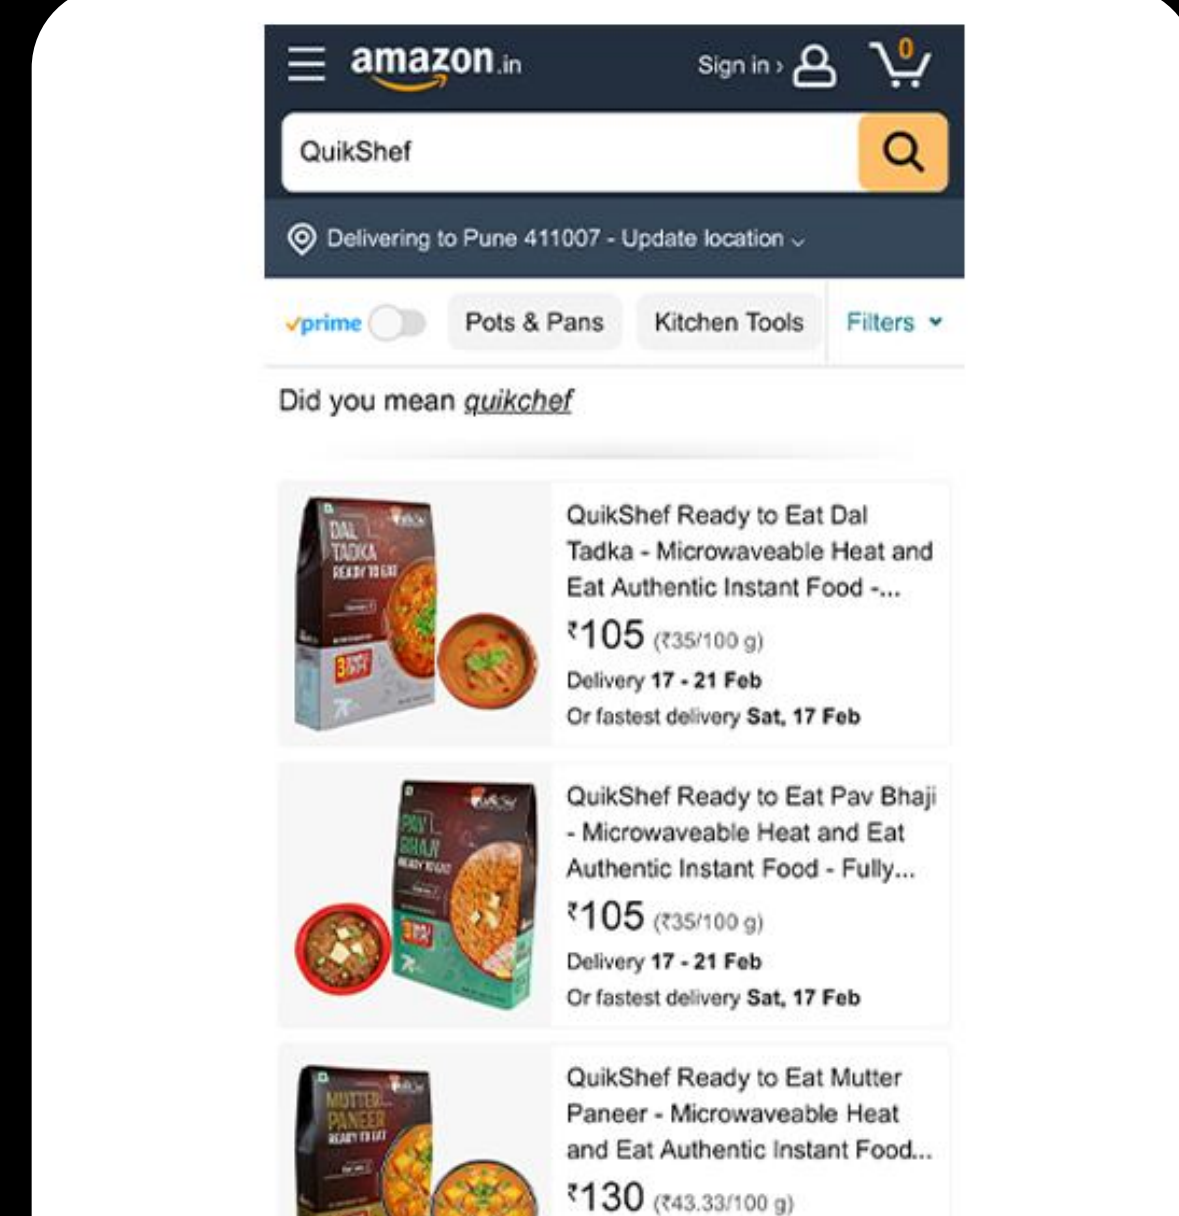 amazon.in
Sign in ›
0
QuikShef
Delivering to Pune 411007 - Update location
prime
Pots & Pans
Kitchen Tools
Filters
Did you mean quikchef
DAL
TADKA
READY TO EAT
3
QuikShef Ready to Eat Dal
Tadka - Microwaveable Heat and
Eat Authentic Instant Food -...
₹105 (₹35/100 g)
Delivery 17 - 21 Feb
Or fastest delivery Sat, 17 Feb
PAV
BHAJI
READY TO EAT
QuikShef Ready to Eat Pav Bhaji
- Microwaveable Heat and Eat
Authentic Instant Food - Fully...
₹105 (₹35/100 g)
Delivery 17 - 21 Feb
Or fastest delivery Sat, 17 Feb
MUTTER
PANEER
READY TO EAT
QuikShef Ready to Eat Mutter
Paneer - Microwaveable Heat
and Eat Authentic Instant Food...
₹130 (₹43.33/100 g)